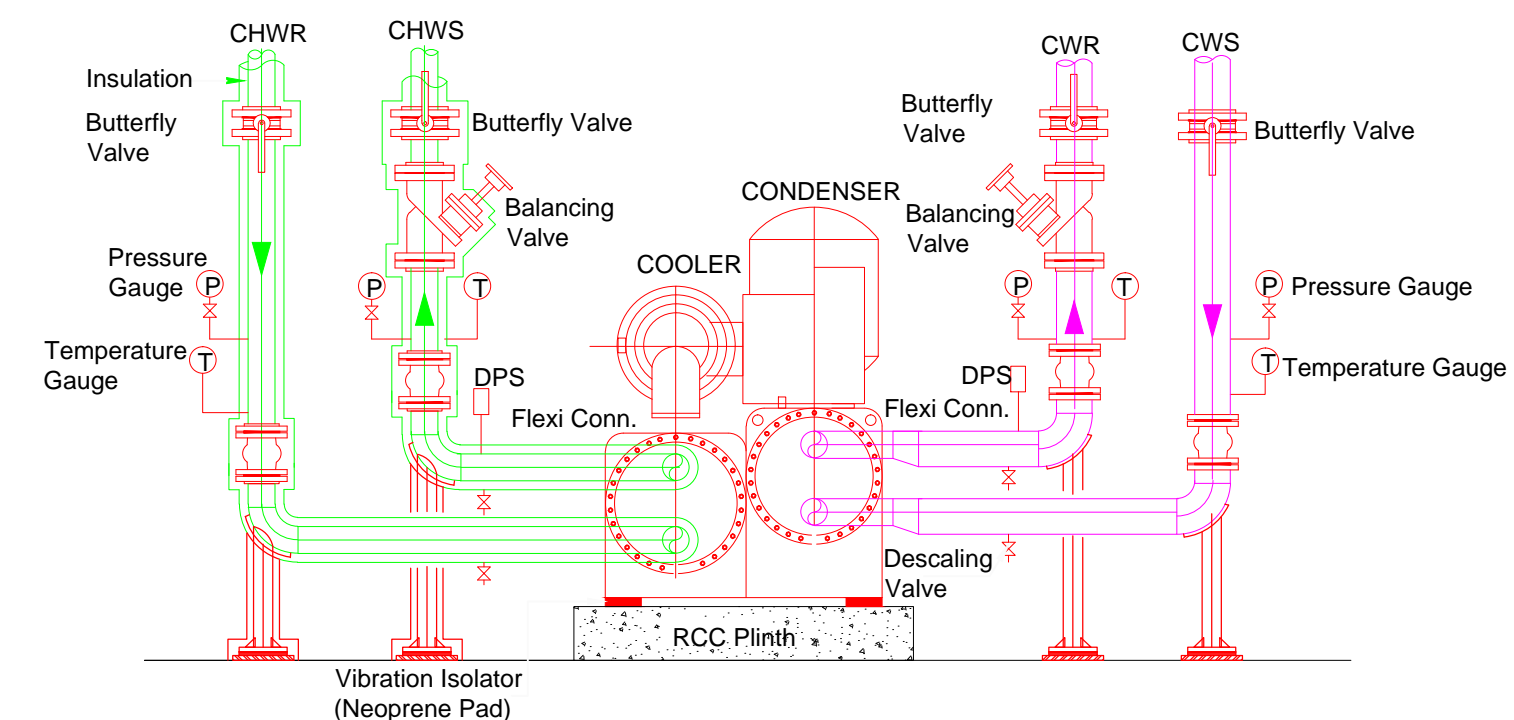 CHWR
CHWS
CWR
CWS
Insulation
Butterfly
Valve
Butterfly Valve
Butterfly
Valve
Butterfly Valve
CONDENSER
Balancing
Valve
Balancing
Valve
COOLER
Pressure
Gauge
P
P
T
P
T
P
Pressure Gauge
Temperature
Gauge
T
T
Temperature Gauge
DPS
DPS
Flexi Conn.
Flexi Conn.
Descaling
Valve
RCC Plinth
Vibration Isolator
(Neoprene Pad)